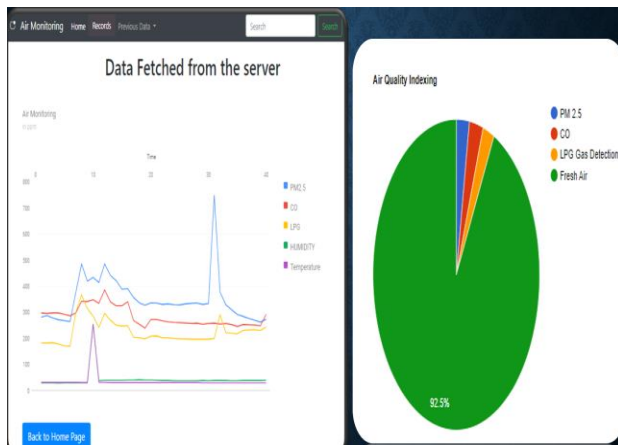 Air Monitoring Home Records Previous Data Search Search
Data Fetched from the server
Air Monitoring
Time
0 10 20 30 40
800
700
600
500
400
300
200
100
0
PM2.5
CO
LPG
HUMIDITY
Temperature
Back to Home Page
Air Quality Indexing
PM 2.5
CO
LPG Gas Detection
Fresh Air
92.5%